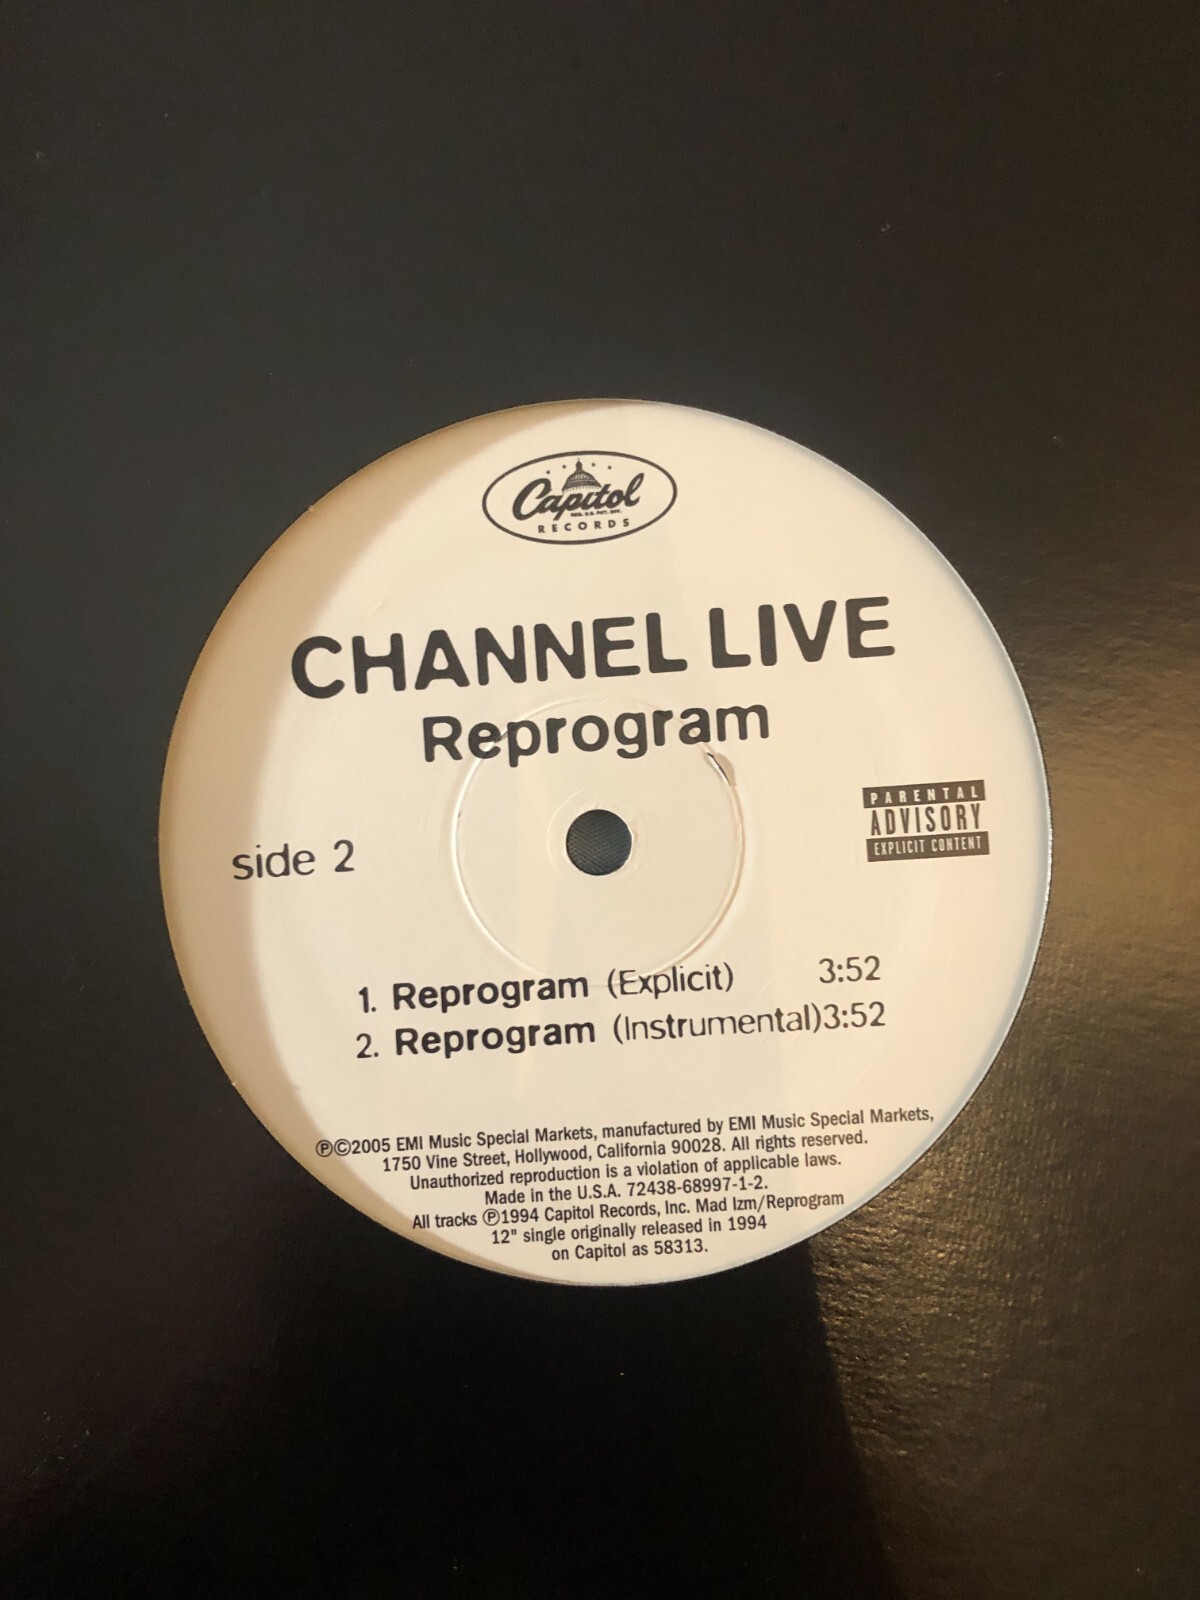 Capitol
REG. U.S. PAT. OFF.
RECORDS
CHANNEL LIVE
Reprogram
PARENTAL
ADVISORY
EXPLICIT CONTENT
side 2
1. Reprogram (Explicit) 3:52
2. Reprogram (Instrumental)3:52
℗©2005 EMI Music Special Markets, manufactured by EMI Music Special Markets,
1750 Vine Street, Hollywood, California 90028. All rights reserved.
Unauthorized reproduction is a violation of applicable laws.
Made in the U.S.A. 72438-68997-1-2.
All tracks ℗1994 Capitol Records, Inc. Mad Izm/Reprogram
12" single originally released in 1994
on Capitol as 58313.